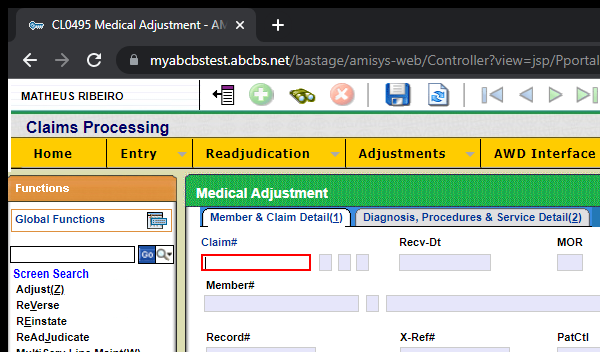 CL0495 Medical Adjustment - AM
myabcbstest.abcbs.net/bastage/amisys-web/Controller?view=jsp/Pportal
MATHEUS RIBEIRO
Claims Processing
Home Entry Readjudication Adjustments AWD Interface
Functions
Medical Adjustment
Global Functions
Member & Claim Detail(1) Diagnosis, Procedures & Service Detail(2)
Claim# Recv-Dt MOR
Go
Screen Search
Adjust(Z)
Member#
ReVerse
REinstate
ReAdJudicate
Record# X-Ref# PatCtl
MultiServ Line Maint(W)